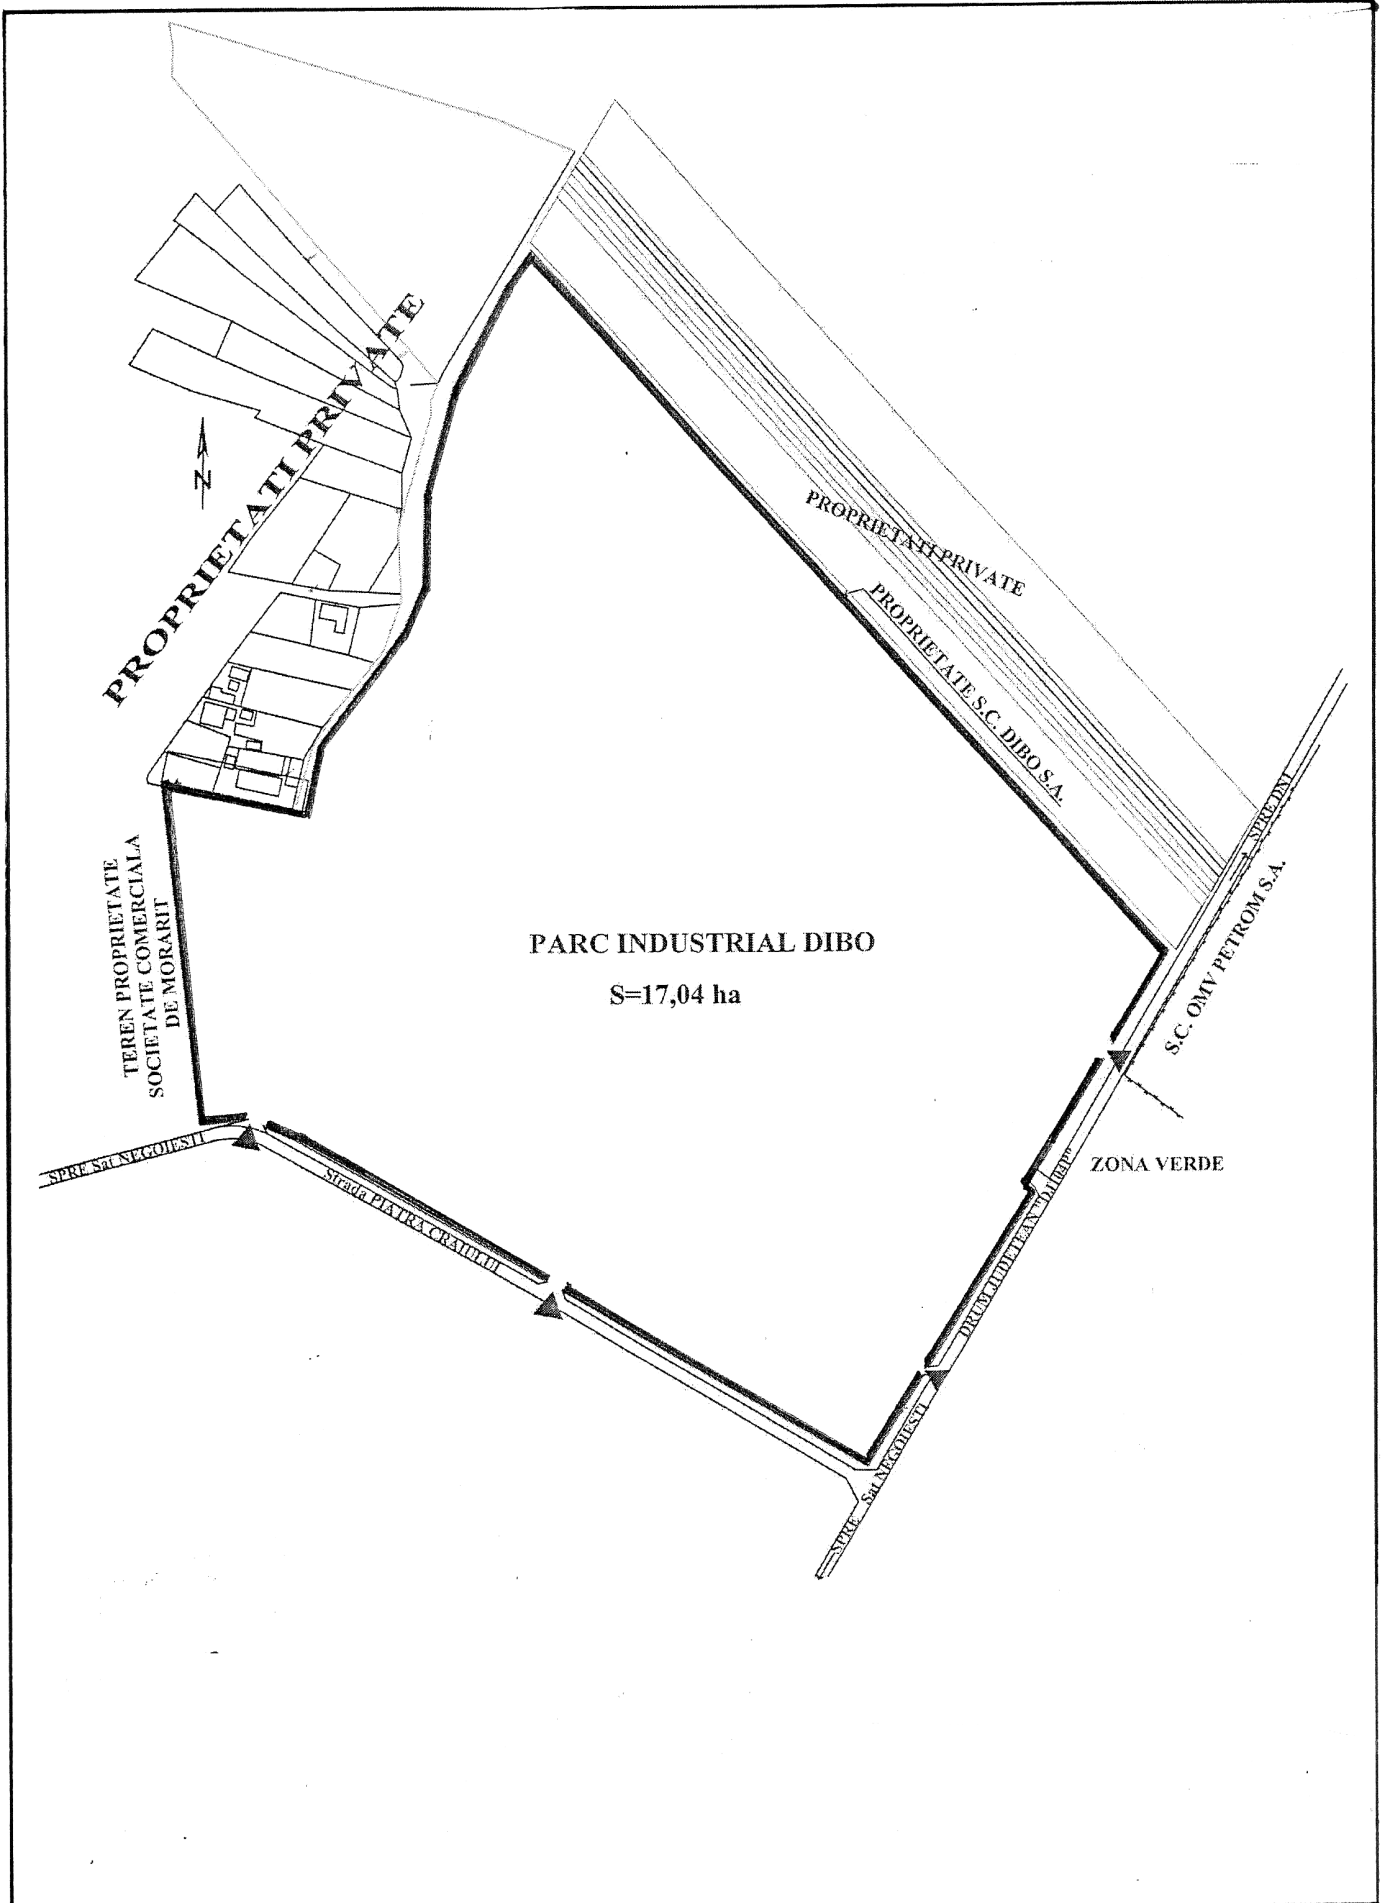 PROPRIETATI PRIVATE
N
PROPRIETATI PRIVATE
PROPRIETATE S.C. DIBO S.A.
SPRE DN1
S.C. OMV PETROM S.A.
TEREN PROPRIETATE
SOCIETATE COMERCIALA
DE MORARIT
PARC INDUSTRIAL DIBO
S=17,04 ha
SPRE Sat NEGOIESTI
Strada PIATRA CRAIULUI
ZONA VERDE
DRUM JUDETEAN
SPRE Sat NEGOIESTI